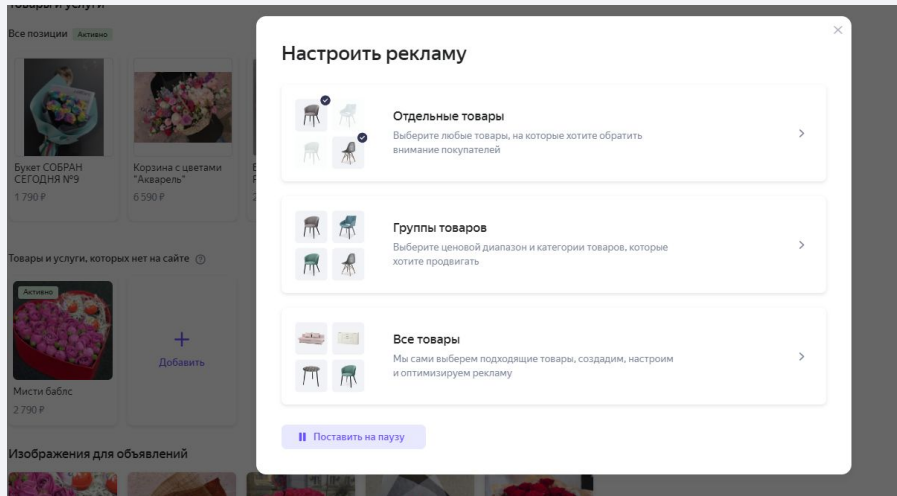 Товары и услуги
Все позиции Активно
Букет СОБРАН
СЕГОДНЯ №9
1 790 ₽
Корзина с цветами
"Акварель"
6 590 ₽
Товары и услуги, которых нет на сайте
Активно
Мисти баблс
2 790 ₽
+
Добавить
Изображения для объявлений
Настроить рекламу
Отдельные товары
Выберите любые товары, на которые хотите обратить
внимание покупателей
Группы товаров
Выберите ценовой диапазон и категории товаров, которые
хотите продвигать
Все товары
Мы сами выберем подходящие товары, создадим, настроим
и оптимизируем рекламу
Поставить на паузу